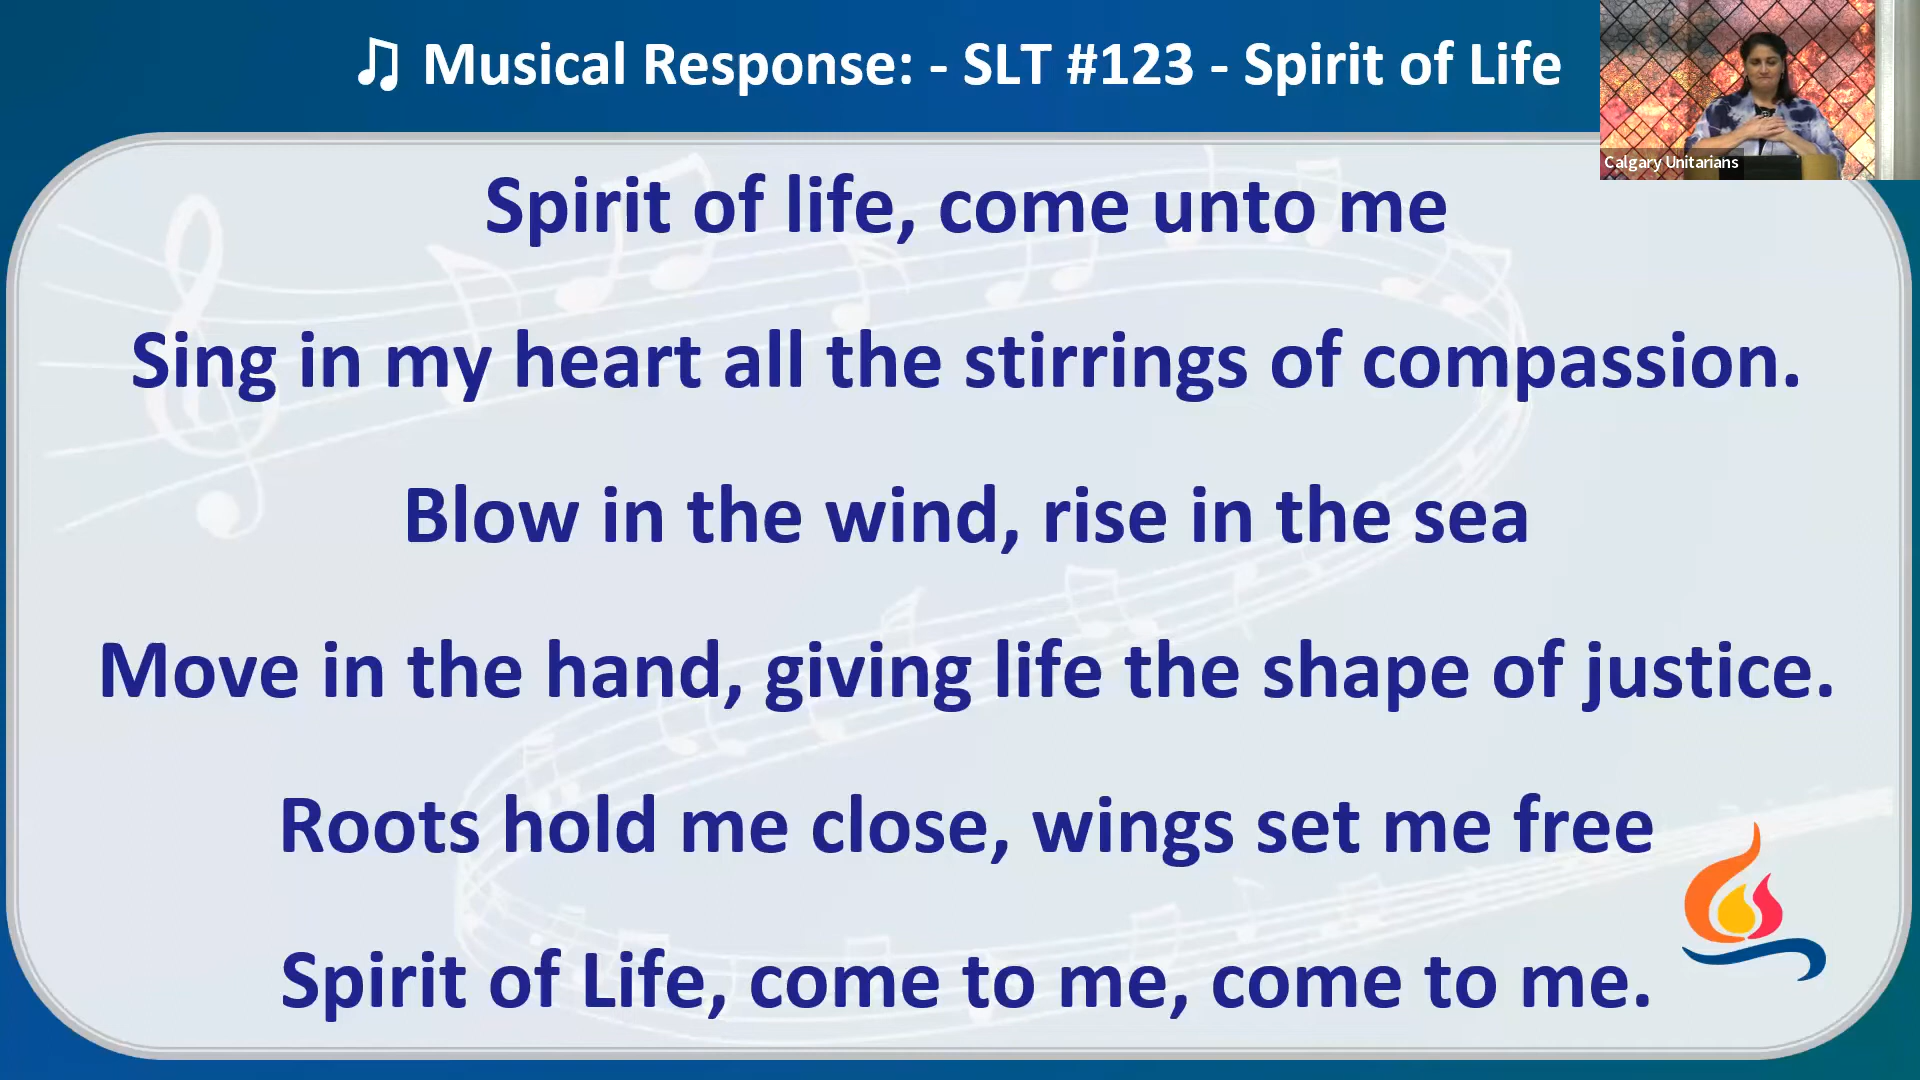 ♫ Musical Response: - SLT #123 - Spirit of Life
Calgary Unitarians
Spirit of life, come unto me
Sing in my heart all the stirrings of compassion.
Blow in the wind, rise in the sea
Move in the hand, giving life the shape of justice.
Roots hold me close, wings set me free
Spirit of Life, come to me, come to me.